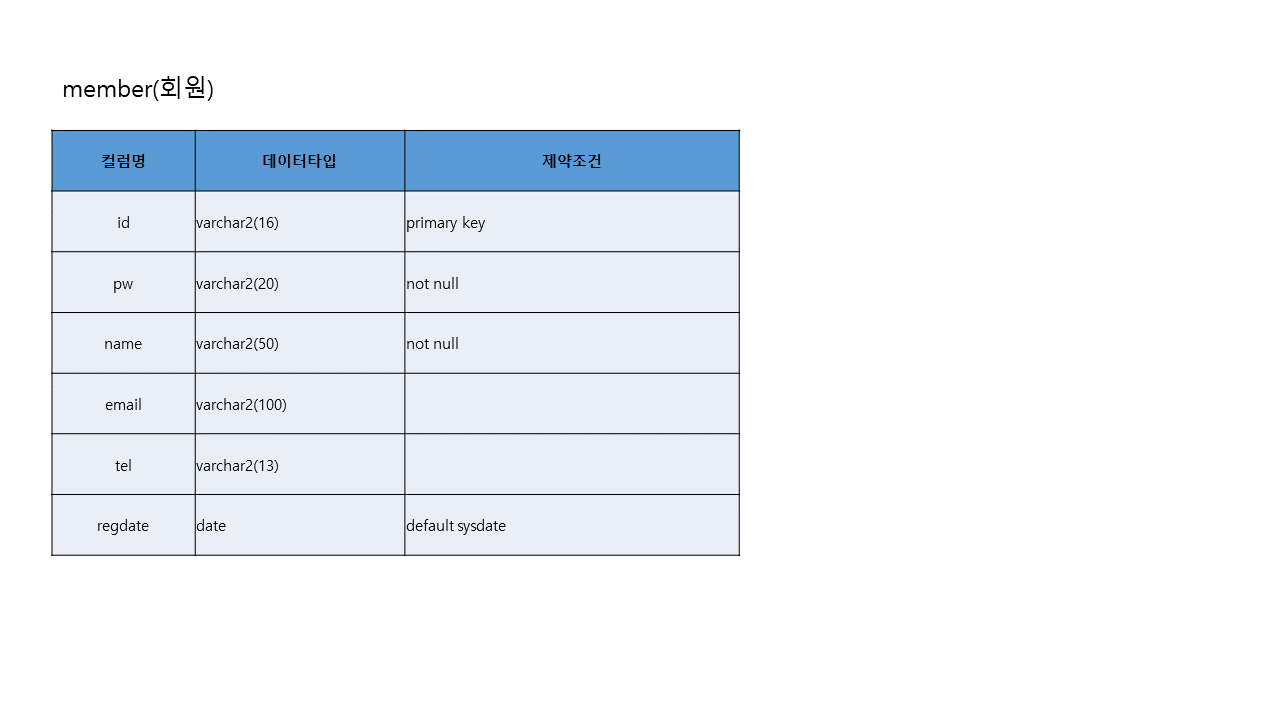 member(회원)
컬럼명 데이터타입 제약조건
id varchar2(16) primary key
pw varchar2(20) not null
name varchar2(50) not null
email varchar2(100)
tel varchar2(13)
regdate date default sysdate